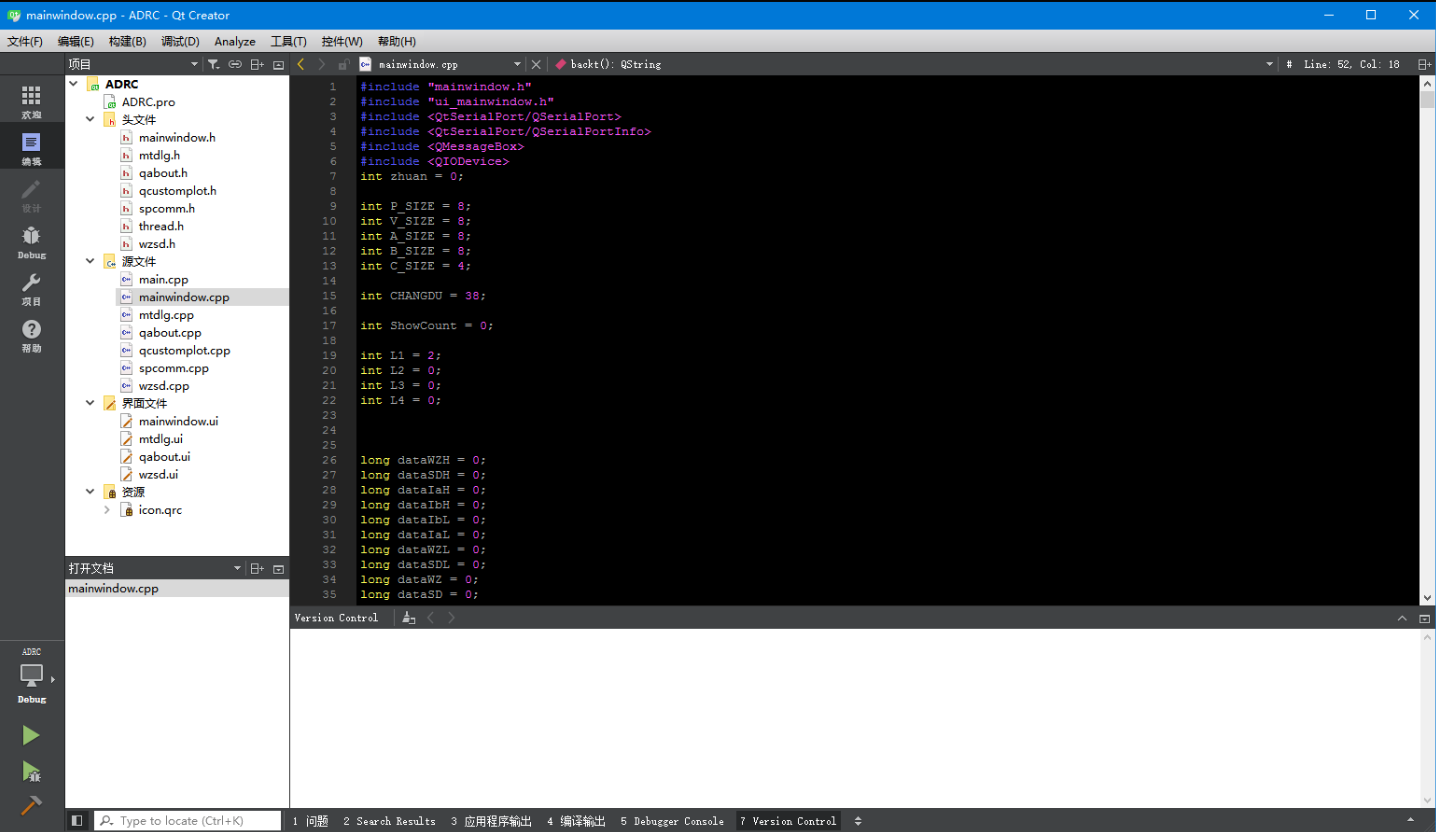 mainwindow.cpp - ADRC - Qt Creator
文件(F) 编辑(E) 构建(B) 调试(D) Analyze 工具(T) 控件(W) 帮助(H)
项目
mainwindow.cpp
backt(): QString
# Line: 52, Col: 18
欢迎
编辑
设计
Debug
项目
帮助
ADRC
ADRC.pro
头文件
mainwindow.h
mtdlg.h
qabout.h
qcustomplot.h
spcomm.h
thread.h
wzsd.h
源文件
main.cpp
mainwindow.cpp
mtdlg.cpp
qabout.cpp
qcustomplot.cpp
spcomm.cpp
wzsd.cpp
界面文件
mainwindow.ui
mtdlg.ui
qabout.ui
wzsd.ui
资源
icon.qrc
1 #include "mainwindow.h"
2 #include "ui_mainwindow.h"
3 #include <QtSerialPort/QSerialPort>
4 #include <QtSerialPort/QSerialPortInfo>
5 #include <QMessageBox>
6 #include <QIODevice>
7 int zhuan = 0;
8
9 int P_SIZE = 8;
10 int V_SIZE = 8;
11 int A_SIZE = 8;
12 int B_SIZE = 8;
13 int C_SIZE = 4;
14
15 int CHANGDU = 38;
16
17 int ShowCount = 0;
18
19 int L1 = 2;
20 int L2 = 0;
21 int L3 = 0;
22 int L4 = 0;
23
24
25
26 long dataWZH = 0;
27 long dataSDH = 0;
28 long dataIaH = 0;
29 long dataIbH = 0;
30 long dataIbL = 0;
31 long dataIaL = 0;
32 long dataWZL = 0;
33 long dataSDL = 0;
34 long dataWZ = 0;
35 long dataSD = 0;
打开文档
mainwindow.cpp
Version Control
ADRC
Debug
Type to locate (Ctrl+K)
1 问题 2 Search Results 3 应用程序输出 4 编译输出 5 Debugger Console 7 Version Control